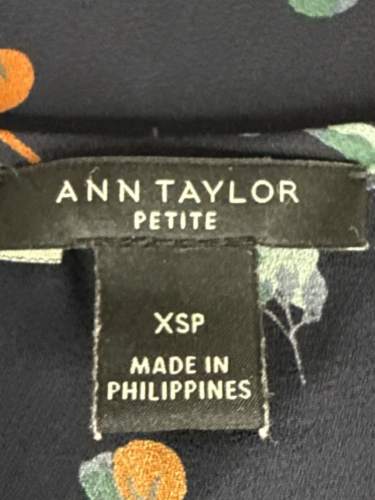 ANN TAYLOR
PETITE
XSP
MADE IN
PHILIPPINES